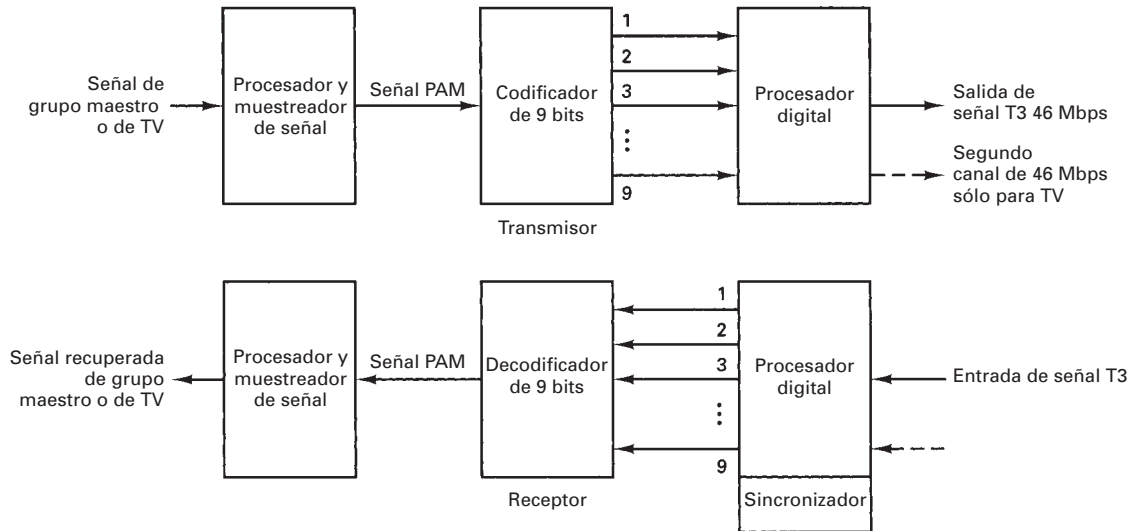 Señal de
grupo maestro
o de TV
Procesador y
muestreador
de señal
Señal PAM
Codificador
de 9 bits
1
2
3
⋮
9
Procesador
digital
Salida de
señal T3 46 Mbps
Segundo
canal de 46 Mbps
sólo para TV
Transmisor
Señal recuperada
de grupo
maestro o de TV
Procesador y
muestreador
de señal
Señal PAM
Decodificador
de 9 bits
1
2
3
⋮
9
Procesador
digital
Entrada de señal T3
Receptor
Sincronizador